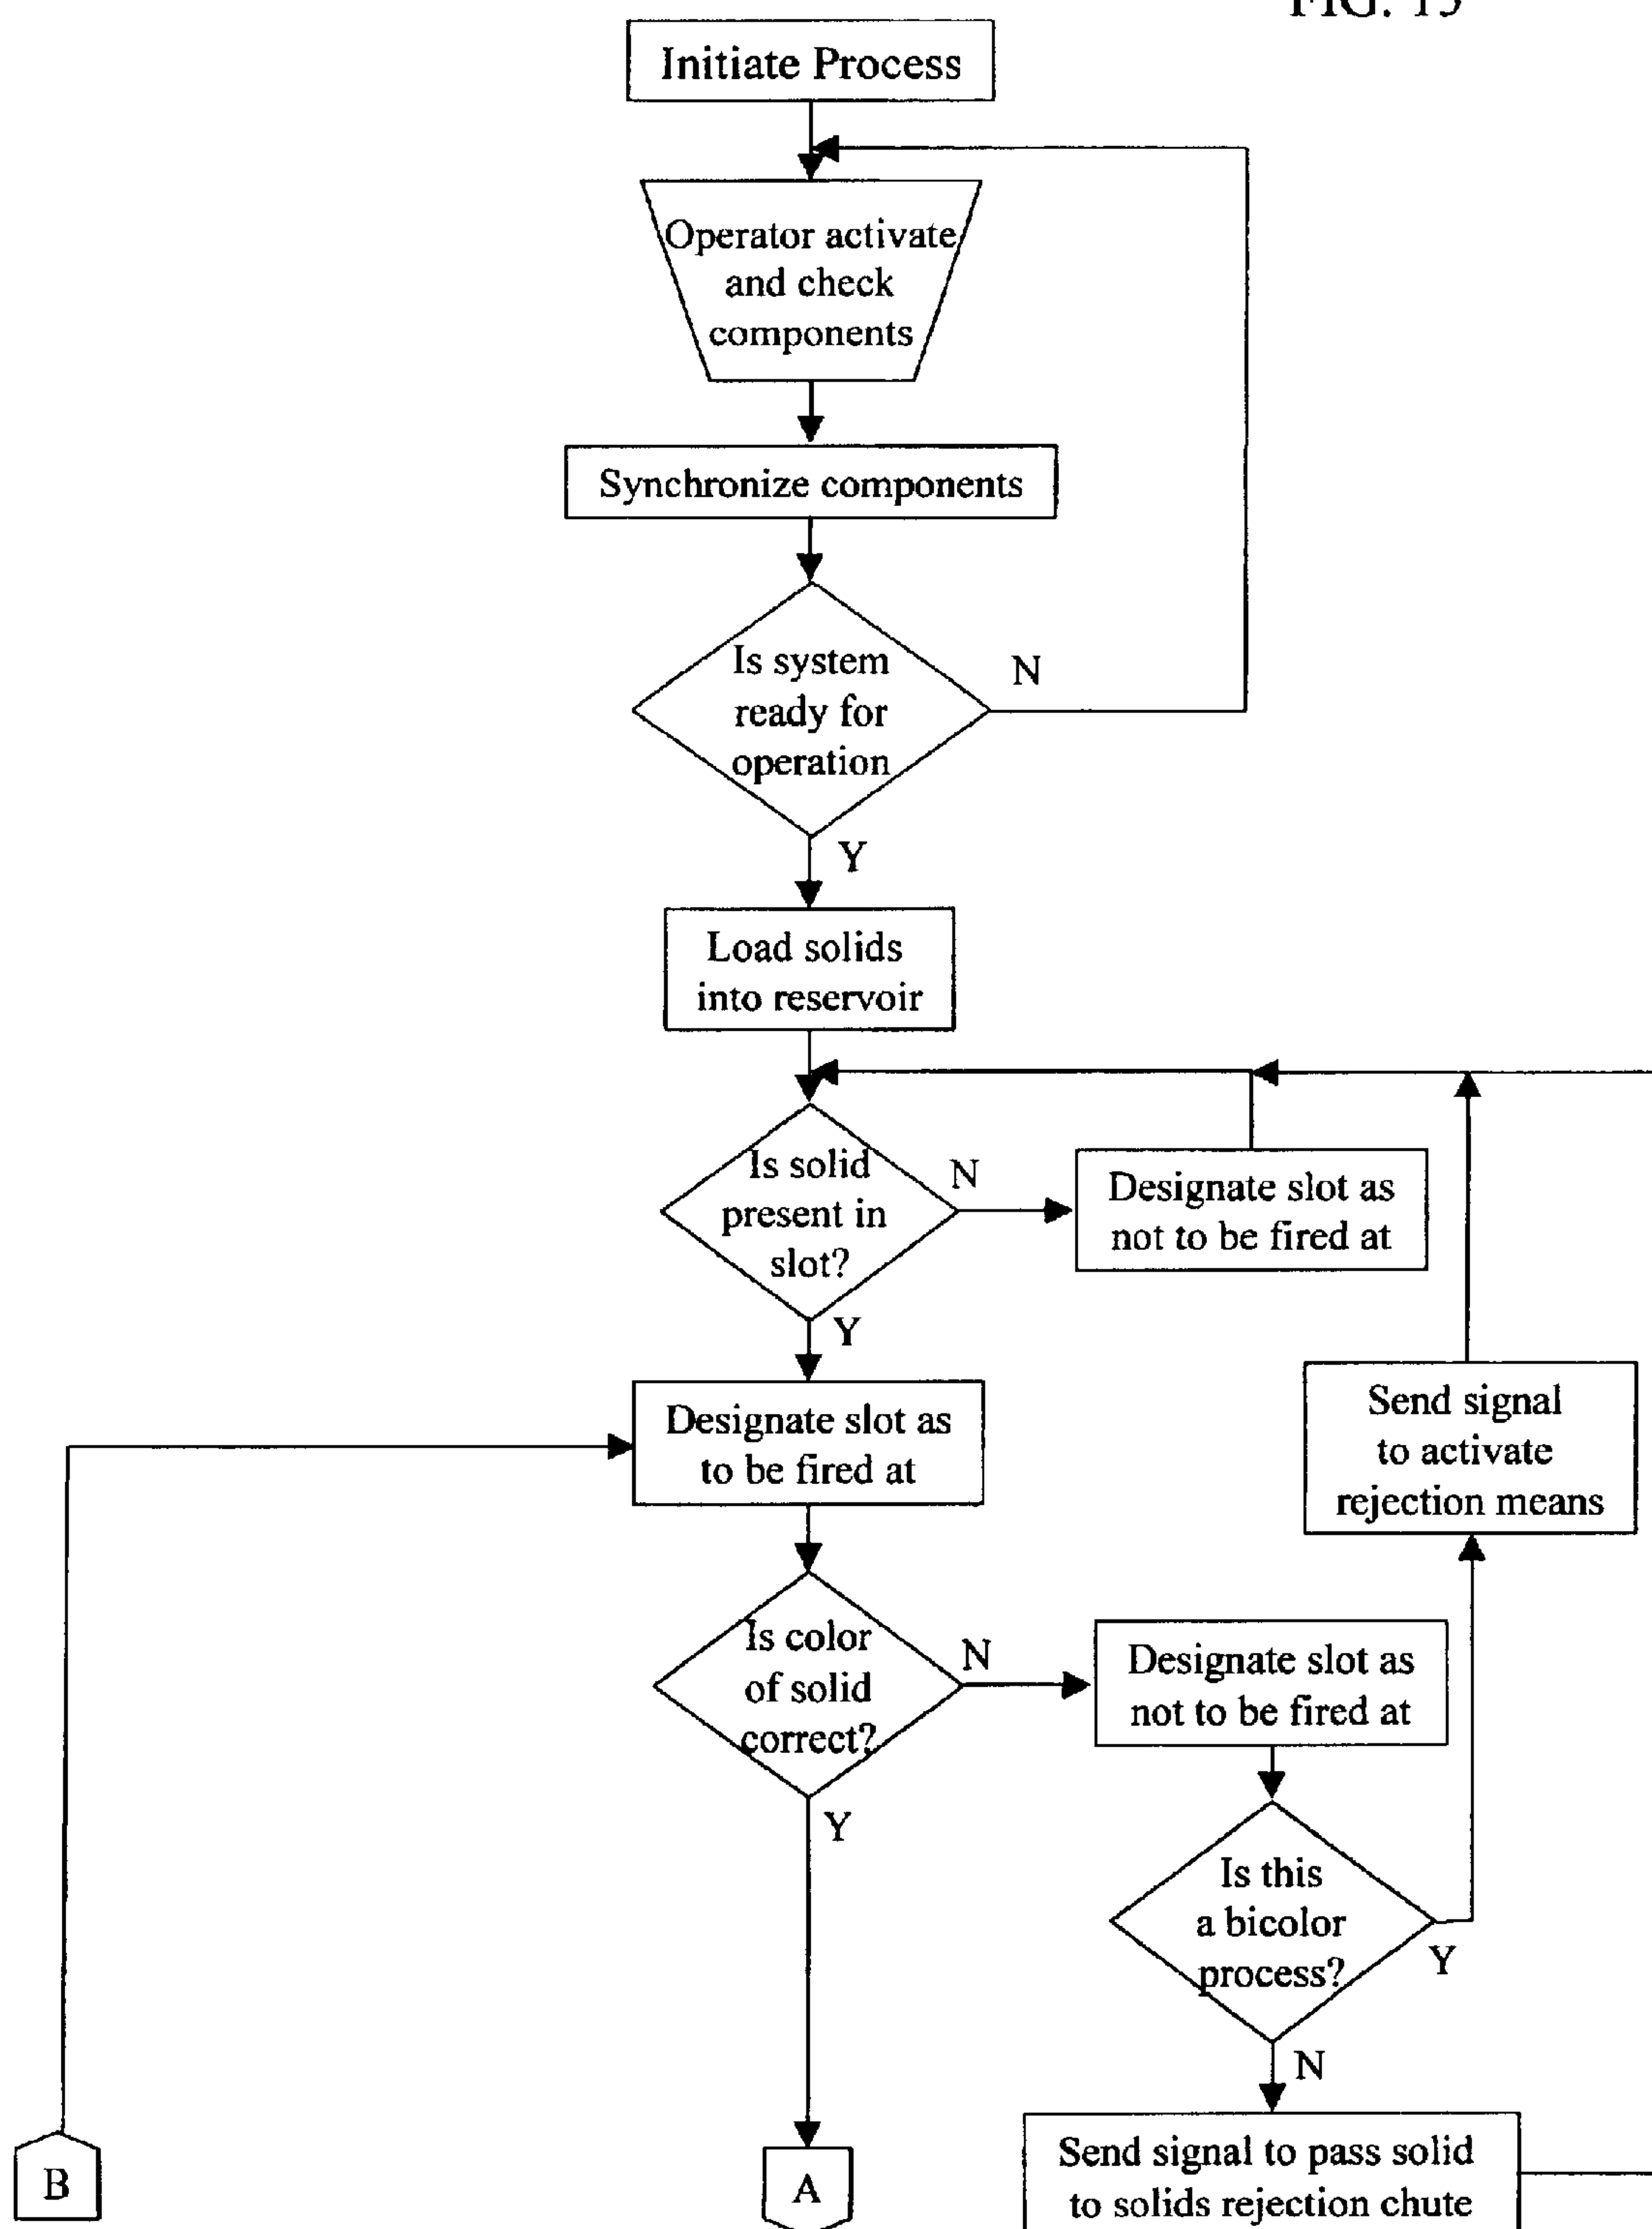 Initiate Process
Operator activate
and check
components
Synchronize components
Is system
ready for
operation
N
Y
Load solids
into reservoir
Is solid
present in
slot?
N
Designate slot as
not to be fired at
Y
Designate slot as
to be fired at
Send signal
to activate
rejection means
Is color
of solid
correct?
N
Designate slot as
not to be fired at
Y
Is this
a bicolor
process?
Y
N
B
A
Send signal to pass solid
to solids rejection chute